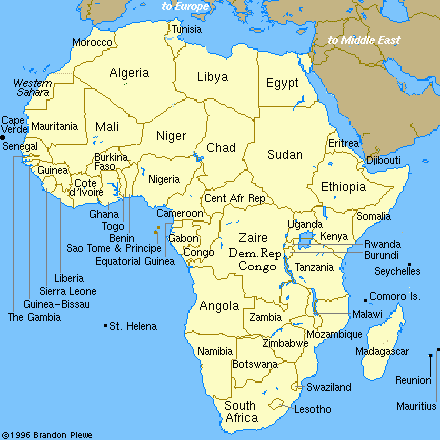 to Europe
Tunisia
Morocco
to Middle East
Algeria
Libya
Egypt
Western
Sahara
Cape
Verde
Mauritania
Mali
Niger
Chad
Sudan
Eritrea
Senegal
Guinea
Burkina
Faso
Djibouti
Nigeria
Cote
d'Ivoire
Ethiopia
Cent Afr Rep
Ghana
Togo
Benin
Cameroon
Somalia
Uganda
Kenya
Sao Tome & Principe
Gabon
Zaire
Rwanda
Equatorial Guinea
Congo
Dem. Rep
Congo
Burundi
Liberia
Tanzania
Seychelles
Sierra Leone
Guinea-Bissau
The Gambia
Angola
Comoro Is.
Malawi
St. Helena
Zambia
Mozambique
Zimbabwe
Namibia
Madagascar
Botswana
Reunion
Swaziland
South
Africa
Lesotho
Mauritius
©1996 Brandon Plewe